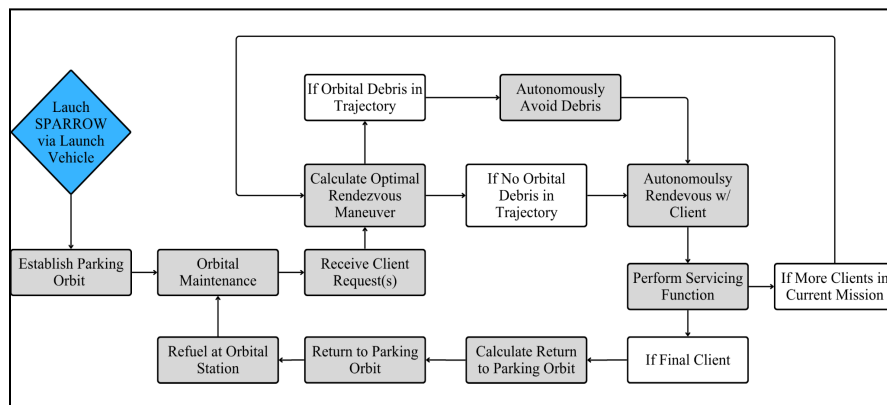 Lauch
SPARROW
via Launch
Vehicle
If Orbital Debris in
Trajectory
Autonomously
Avoid Debris
Calculate Optimal
Rendezvous
Maneuver
If No Orbital
Debris in
Trajectory
Autonomoulsy
Rendevous w/
Client
Establish Parking
Orbit
Orbital
Maintenance
Receive Client
Request(s)
Perform Servicing
Function
If More Clients in
Current Mission
Refuel at Orbital
Station
Return to Parking
Orbit
Calculate Return
to Parking Orbit
If Final Client